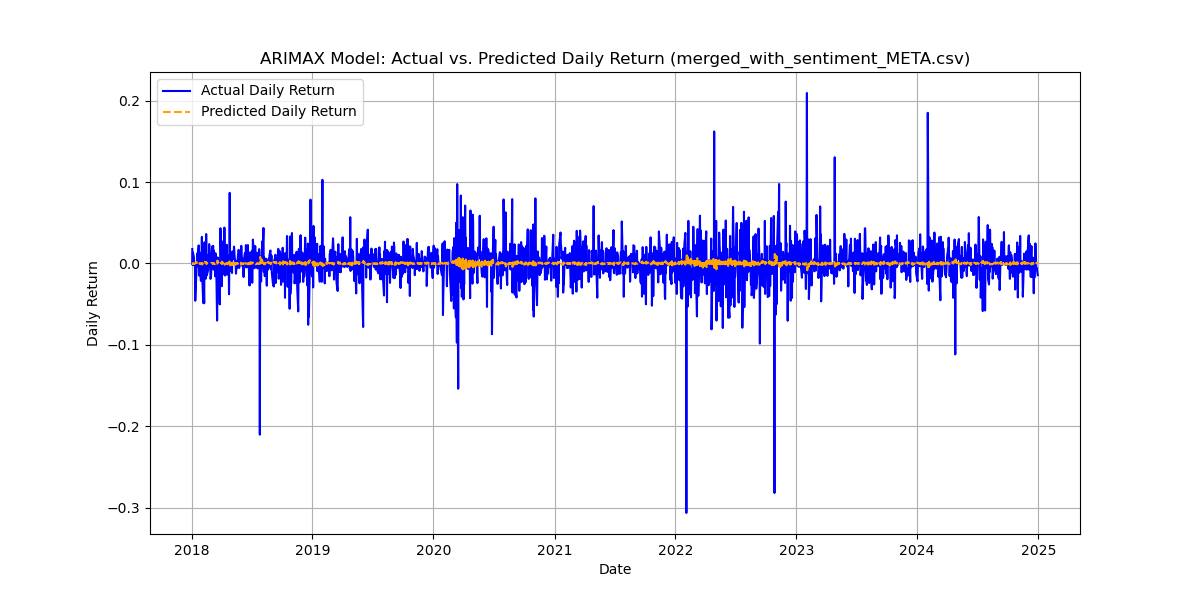 ARIMAX Model: Actual vs. Predicted Daily Return (merged_with_sentiment_META.csv)
Actual Daily Return
Predicted Daily Return
0.2
0.1
0.0
−0.1
−0.2
−0.3
Daily Return
2018 2019 2020 2021 2022 2023 2024 2025
Date